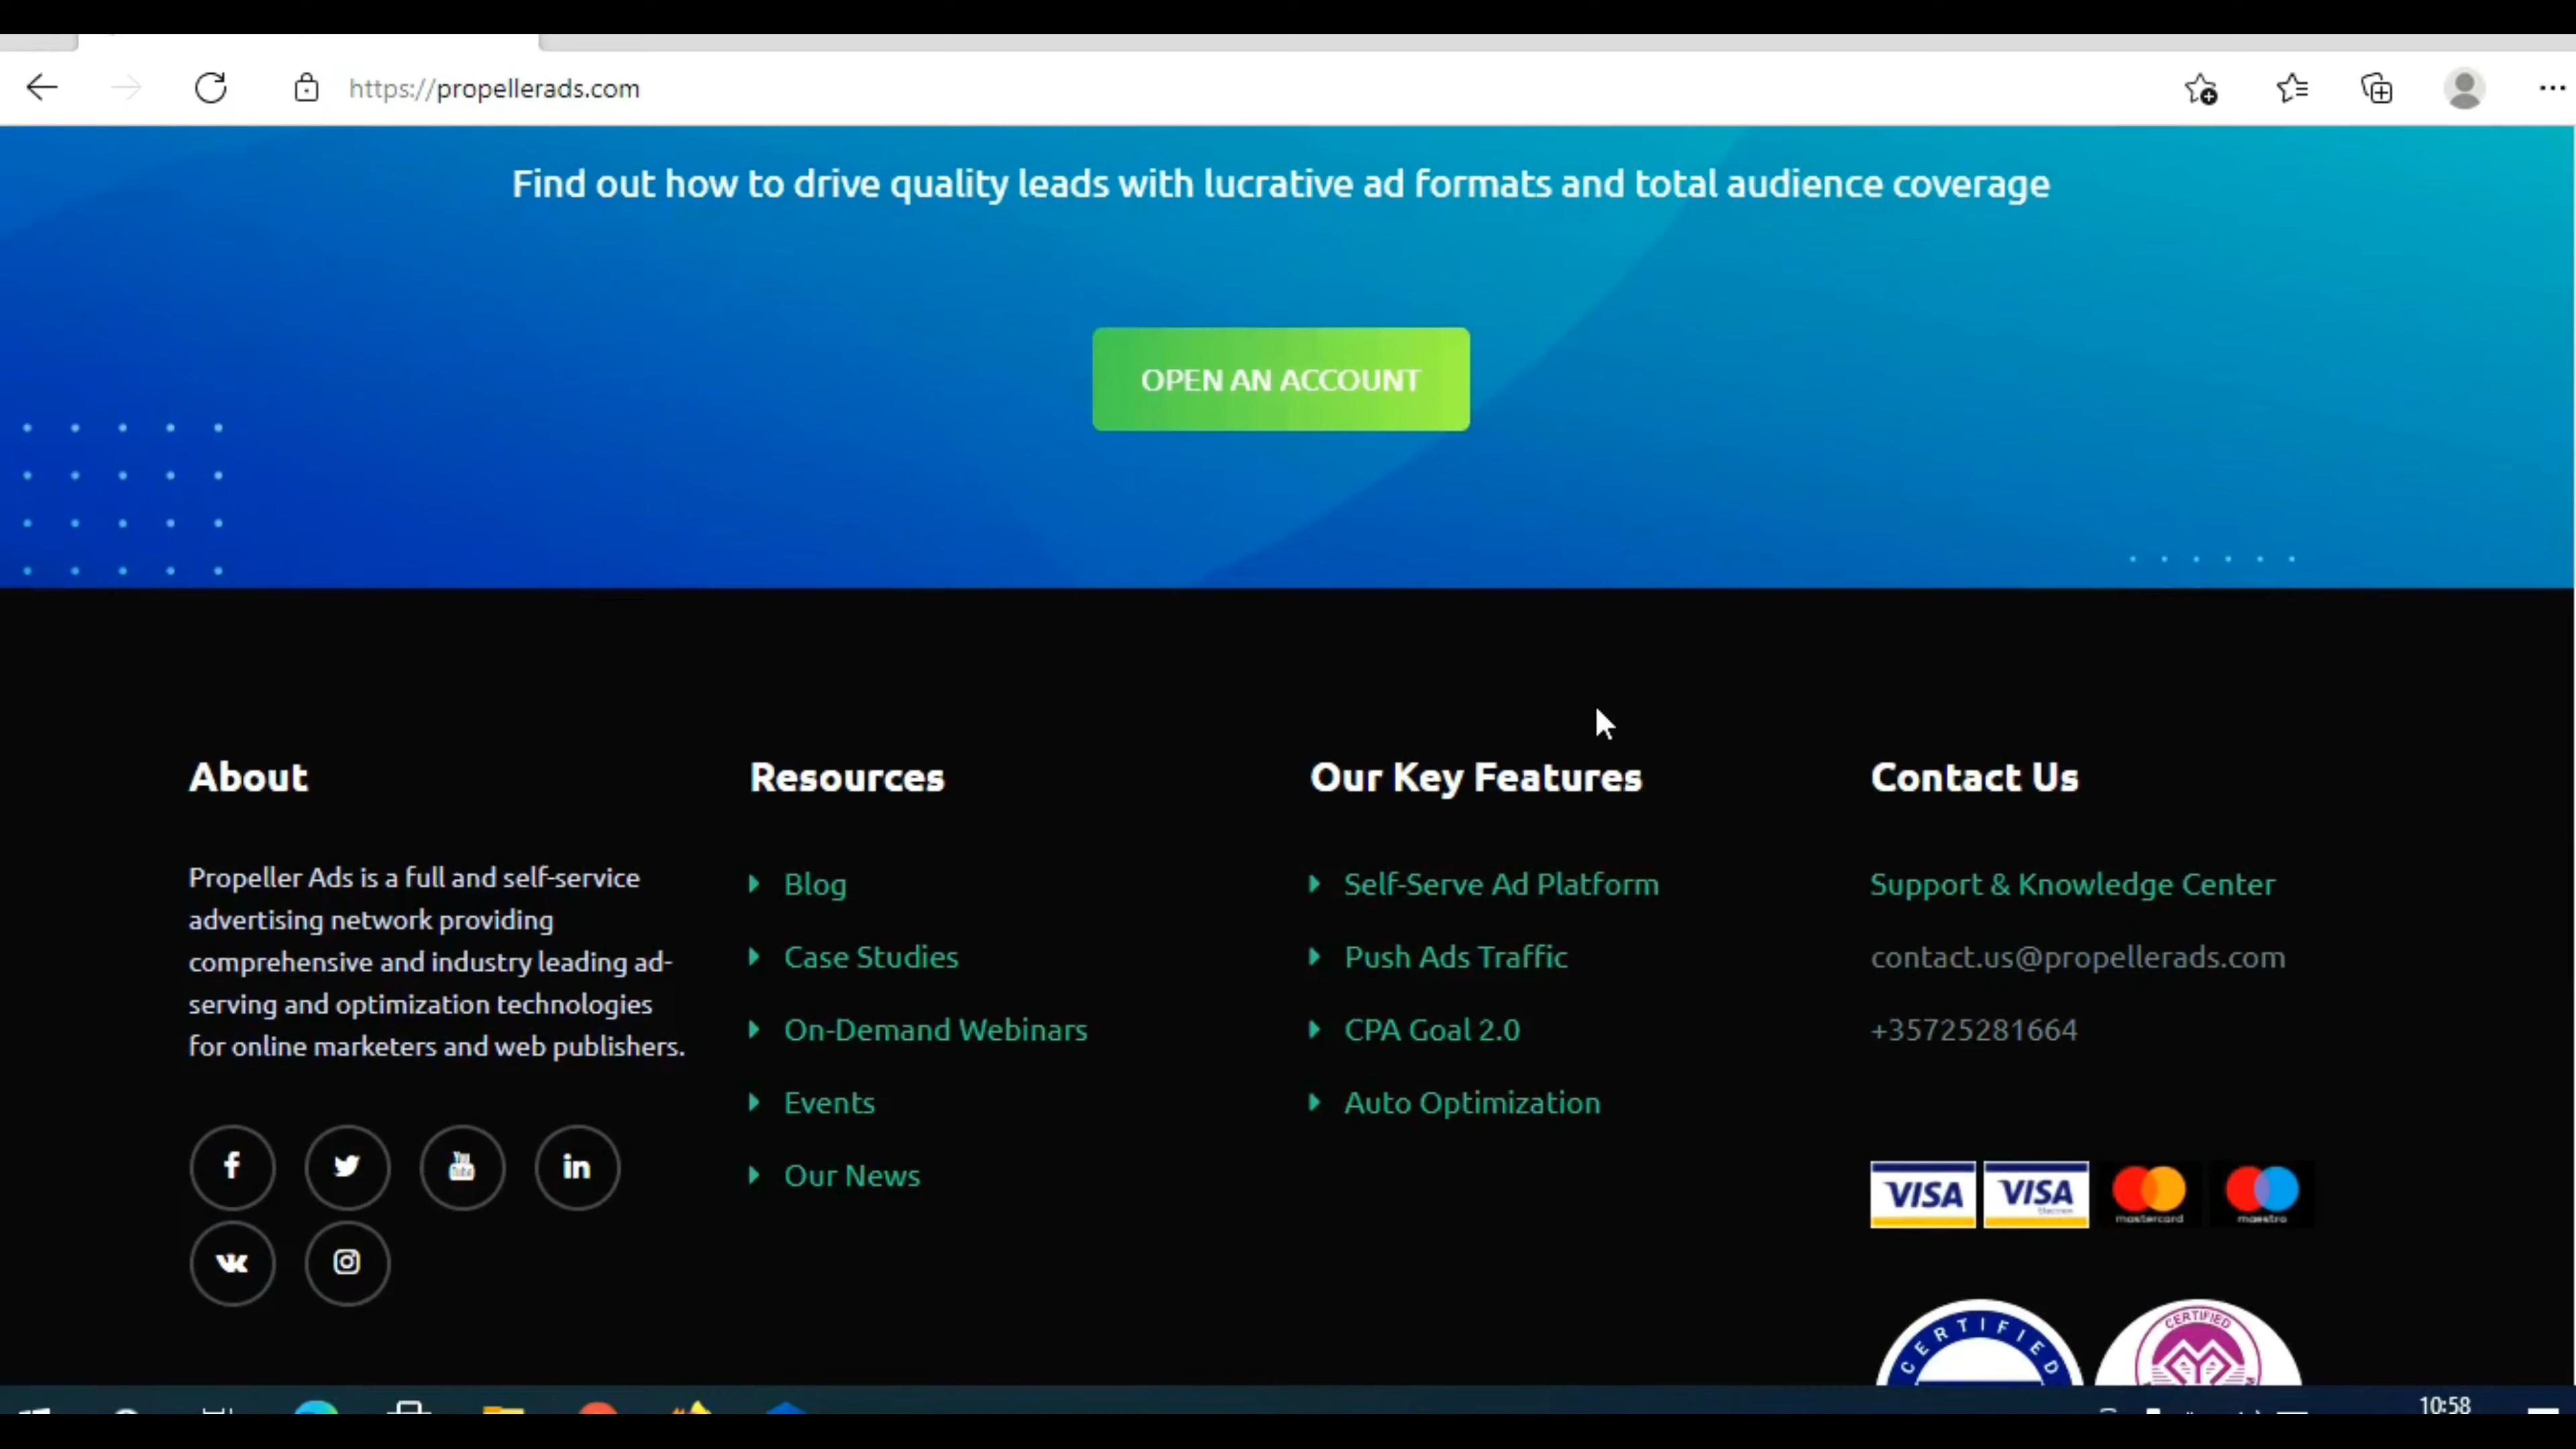 https://propellerads.com
Find out how to drive quality leads with lucrative ad formats and total audience coverage
OPEN AN ACCOUNT
About
Propeller Ads is a full and self-service
advertising network providing
comprehensive and industry leading ad-
serving and optimization technologies
for online marketers and web publishers.
Resources
Blog
Case Studies
On-Demand Webinars
Events
Our News
Our Key Features
Self-Serve Ad Platform
Push Ads Traffic
CPA Goal 2.0
Auto Optimization
Contact Us
Support & Knowledge Center
contact.us@propellerads.com
+35725281664
VISA
VISA
Electron
mastercard
maestro
CERTIFIED
CERTIFIED
10:58